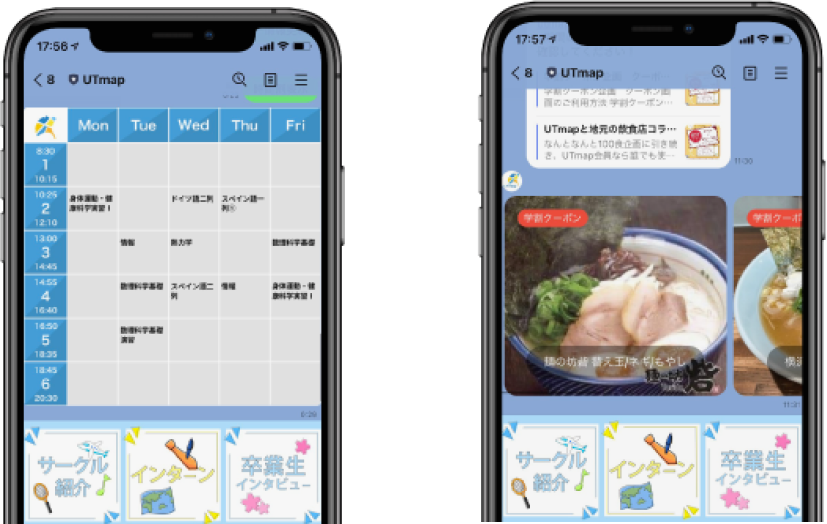 17:56
8 UTmap
Mon Tue Wed Thu Fri
8:30
1
10:15
10:25
2
12:10
身体運動・健
康科学実習Ⅰ
ドイツ語二列
スペイン語一
列①
13:00
3
14:45
情報
熱力学
数理科学基礎
14:55
4
16:40
数理科学基礎
スペイン語二
列
情報
身体運動・健
康科学実習Ⅰ
16:50
5
18:35
数理科学基礎
演習
18:45
6
20:30
サークル
紹介
インターン
卒業生
インタビュー
17:57
8 UTmap
学割クーポン企画 クーポン画
面のご利用方法 学割クーポン…
UTmapと地元の飲食店コラ…
なんとなんと100食企画に引き続
き、UTmap会員なら誰でも使…
11:30
学割クーポン
麺の坊砦 替え玉/ネギ/もやし
学割クーポ
横浜
11:31
サークル
紹介
インターン
卒業生
インタビュー